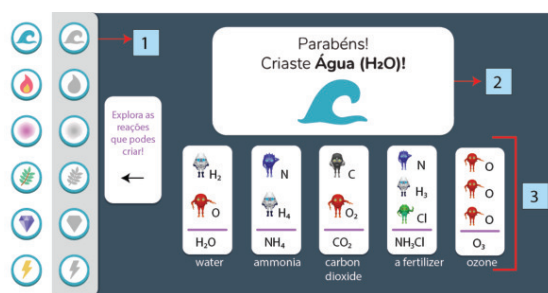 1
Parabéns!
Criaste Água (H₂O)!
2
Explora as
reações
que podes
criar!
H₂
O
H₂O
water
N
H₄
NH₄
ammonia
C
O₂
CO₂
carbon
dioxide
N
H₃
Cl
NH₃Cl
a fertilizer
O
O
O
O₃
ozone
3